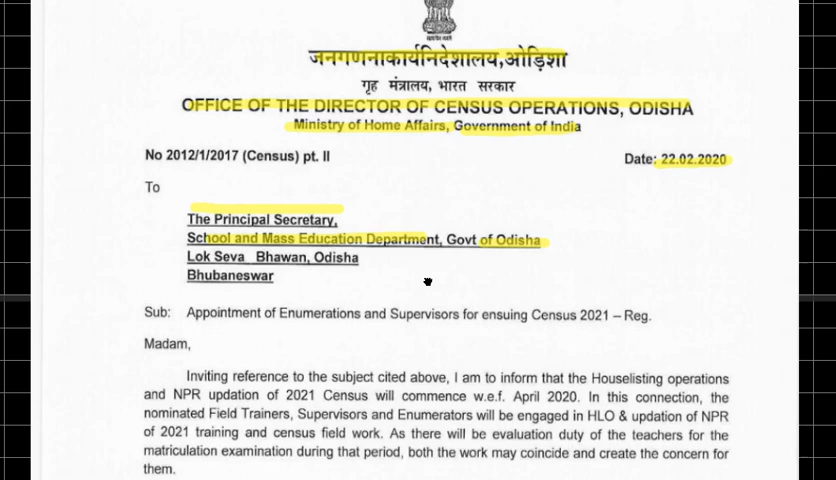 जनगणनाकार्यनिदेशालय,ओड़िशा
गृह मंत्रालय, भारत सरकार
OFFICE OF THE DIRECTOR OF CENSUS OPERATIONS, ODISHA
Ministry of Home Affairs, Government of India
No 2012/1/2017 (Census) pt. II
Date: 22.02.2020
To
The Principal Secretary,
School and Mass Education Department, Govt of Odisha
Lok Seva Bhawan, Odisha
Bhubaneswar
Sub: Appointment of Enumerations and Supervisors for ensuing Census 2021 – Reg.
Madam,
Inviting reference to the subject cited above, I am to inform that the Houselisting operations
and NPR updation of 2021 Census will commence w.e.f. April 2020. In this connection, the
nominated Field Trainers, Supervisors and Enumerators will be engaged in HLO & updation of NPR
of 2021 training and census field work. As there will be evaluation duty of the teachers for the
matriculation examination during that period, both the work may coincide and create the concern for
them.